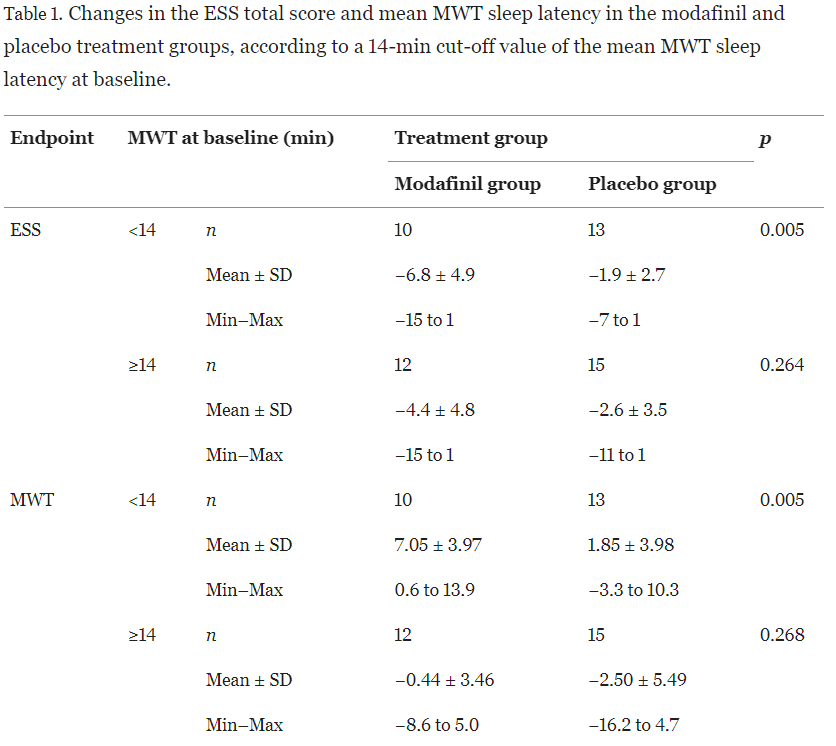 Table 1. Changes in the ESS total score and mean MWT sleep latency in the modafinil and
placebo treatment groups, according to a 14-min cut-off value of the mean MWT sleep
latency at baseline.
Endpoint MWT at baseline (min) Treatment group p
Modafinil group Placebo group
ESS <14 n 10 13 0.005
Mean ± SD −6.8 ± 4.9 −1.9 ± 2.7
Min–Max −15 to 1 −7 to 1
≥14 n 12 15 0.264
Mean ± SD −4.4 ± 4.8 −2.6 ± 3.5
Min–Max −15 to 1 −11 to 1
MWT <14 n 10 13 0.005
Mean ± SD 7.05 ± 3.97 1.85 ± 3.98
Min–Max 0.6 to 13.9 −3.3 to 10.3
≥14 n 12 15 0.268
Mean ± SD −0.44 ± 3.46 −2.50 ± 5.49
Min–Max −8.6 to 5.0 −16.2 to 4.7